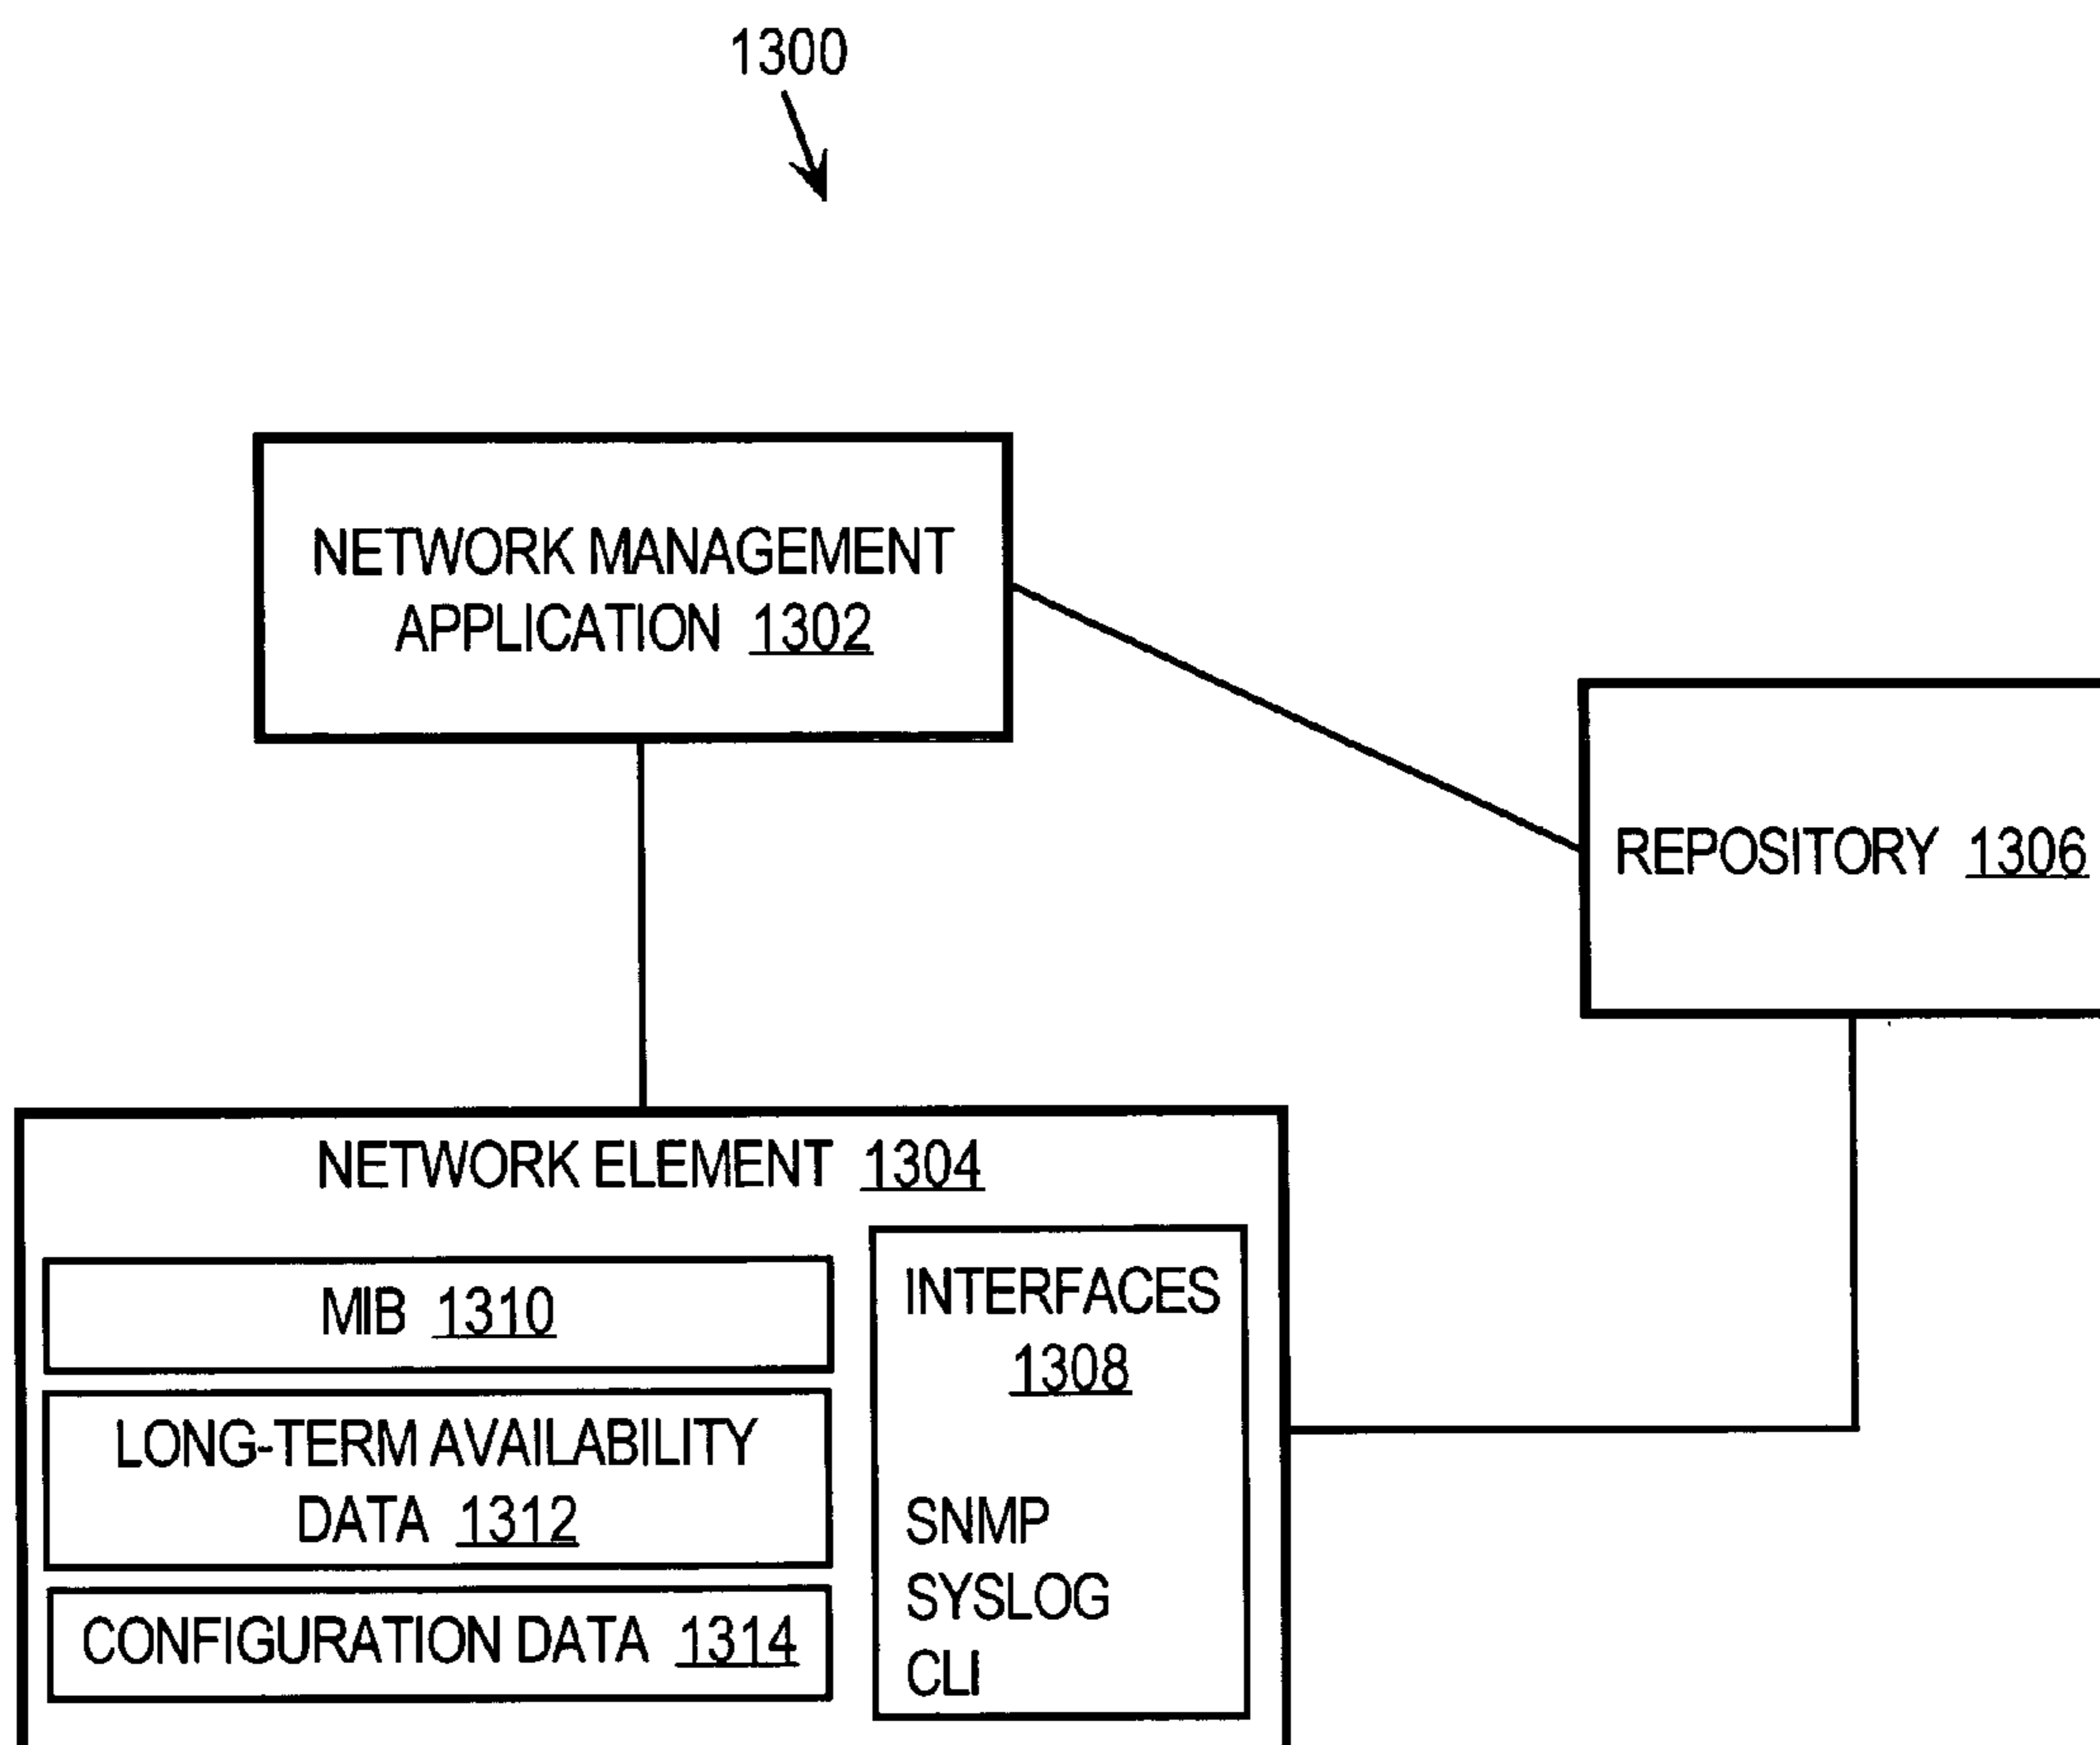 1300
NETWORK MANAGEMENT
APPLICATION 1302
REPOSITORY 1306
NETWORK ELEMENT 1304
MIB 1310
LONG-TERM AVAILABILITY
DATA 1312
CONFIGURATION DATA 1314
INTERFACES
1308
SNMP
SYSLOG
CLI